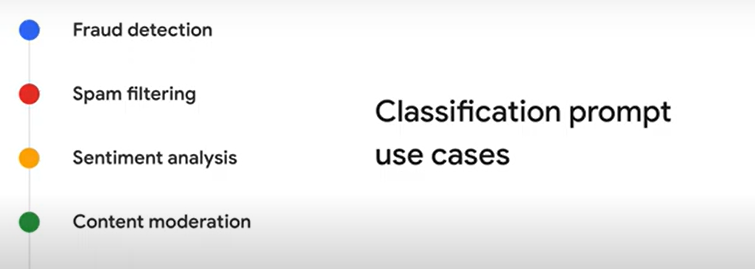 Fraud detection
Spam filtering
Sentiment analysis
Content moderation
Classification prompt
use cases